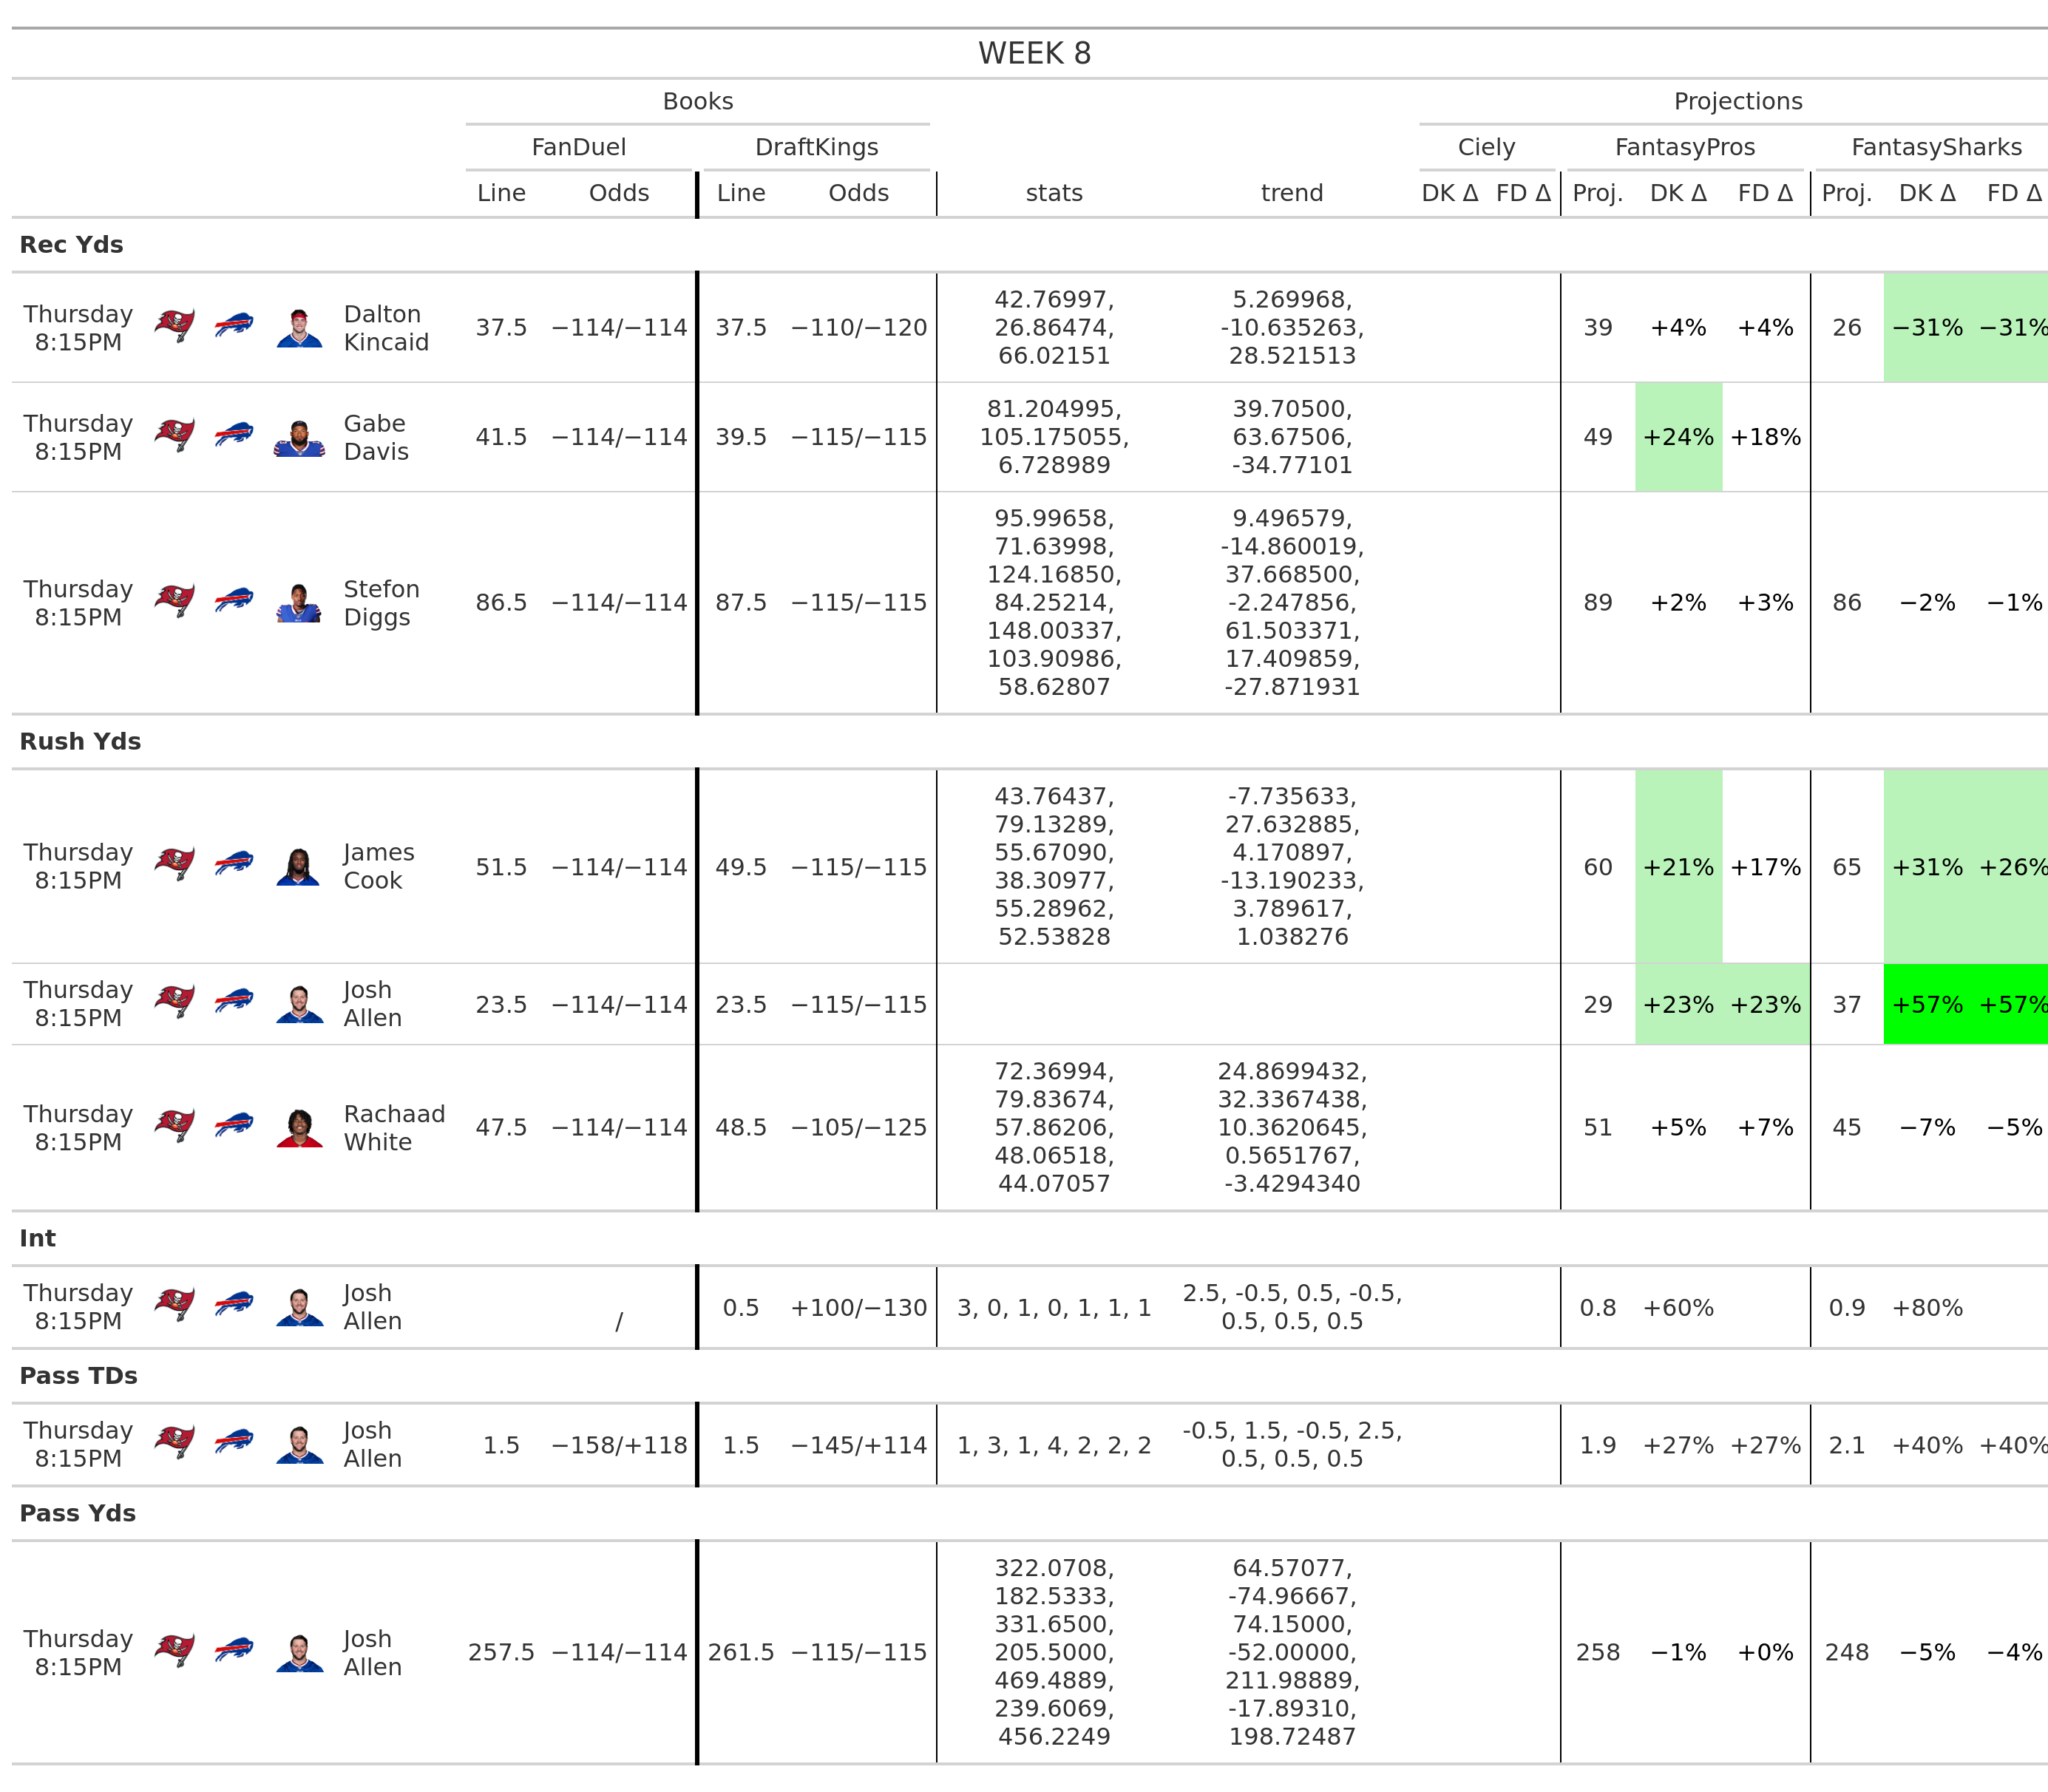 WEEK 8
Books Projections
FanDuel DraftKings Ciely FantasyPros FantasySharks
Line Odds Line Odds stats trend DK Δ FD Δ Proj. DK Δ FD Δ Proj. DK Δ FD Δ
Rec Yds
Thursday 8:15PM Dalton Kincaid 37.5 −114/−114 37.5 −110/−120 42.76997, 26.86474, 66.02151 5.269968, -10.635263, 28.521513 39 +4% +4% 26 −31% −31%
Thursday 8:15PM Gabe Davis 41.5 −114/−114 39.5 −115/−115 81.204995, 105.175055, 6.728989 39.70500, 63.67506, -34.77101 49 +24% +18%
Thursday 8:15PM Stefon Diggs 86.5 −114/−114 87.5 −115/−115 95.99658, 71.63998, 124.16850, 84.25214, 148.00337, 103.90986, 58.62807 9.496579, -14.860019, 37.668500, -2.247856, 61.503371, 17.409859, -27.871931 89 +2% +3% 86 −2% −1%
Rush Yds
Thursday 8:15PM James Cook 51.5 −114/−114 49.5 −115/−115 43.76437, 79.13289, 55.67090, 38.30977, 55.28962, 52.53828 -7.735633, 27.632885, 4.170897, -13.190233, 3.789617, 1.038276 60 +21% +17% 65 +31% +26%
Thursday 8:15PM Josh Allen 23.5 −114/−114 23.5 −115/−115 29 +23% +23% 37 +57% +57%
Thursday 8:15PM Rachaad White 47.5 −114/−114 48.5 −105/−125 72.36994, 79.83674, 57.86206, 48.06518, 44.07057 24.8699432, 32.3367438, 10.3620645, 0.5651767, -3.4294340 51 +5% +7% 45 −7% −5%
Int
Thursday 8:15PM Josh Allen / 0.5 +100/−130 3, 0, 1, 0, 1, 1, 1 2.5, -0.5, 0.5, -0.5, 0.5, 0.5, 0.5 0.8 +60% 0.9 +80%
Pass TDs
Thursday 8:15PM Josh Allen 1.5 −158/+118 1.5 −145/+114 1, 3, 1, 4, 2, 2, 2 -0.5, 1.5, -0.5, 2.5, 0.5, 0.5, 0.5 1.9 +27% +27% 2.1 +40% +40%
Pass Yds
Thursday 8:15PM Josh Allen 257.5 −114/−114 261.5 −115/−115 322.0708, 182.5333, 331.6500, 205.5000, 469.4889, 239.6069, 456.2249 64.57077, -74.96667, 74.15000, -52.00000, 211.98889, -17.89310, 198.72487 258 −1% +0% 248 −5% −4%